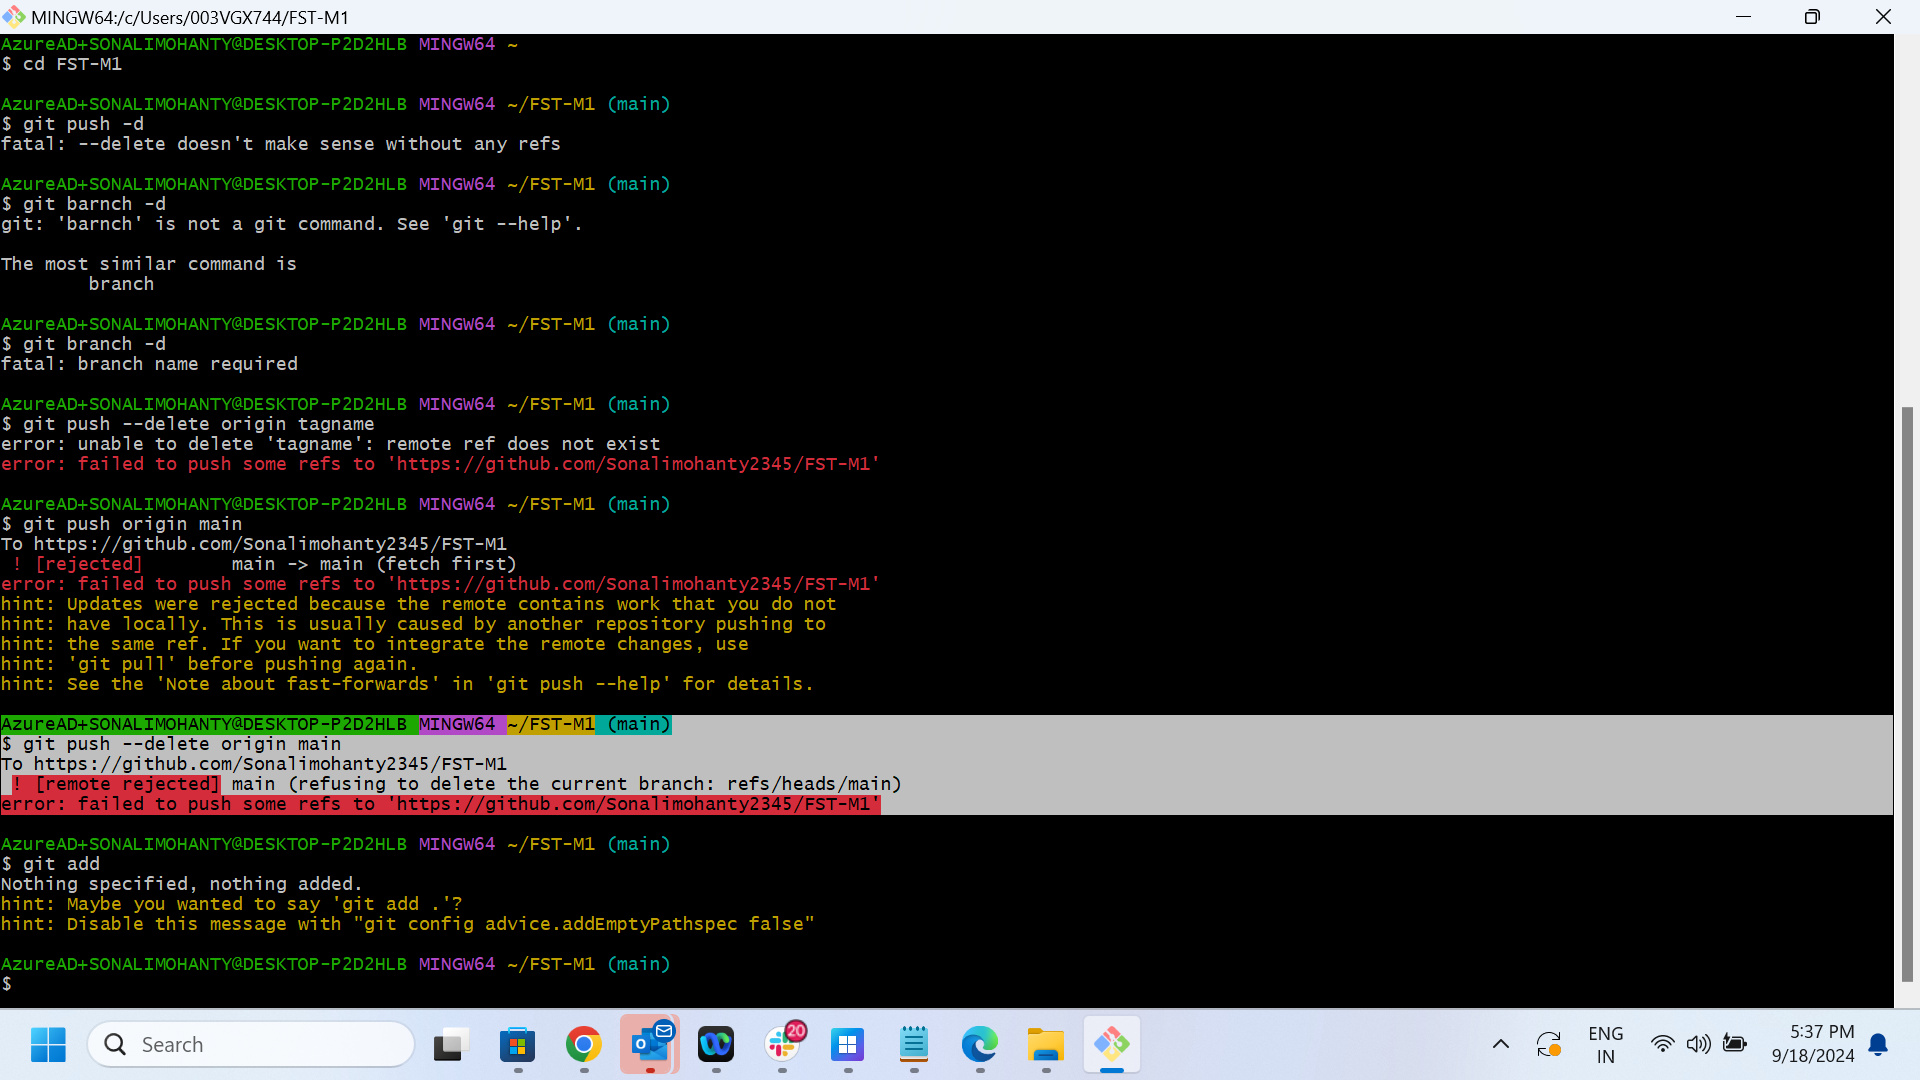 MINGW64:/c/Users/003VGX744/FST-M1
AzureAD+SONALIMOHANTY@DESKTOP-P2D2HLB MINGW64 ~
$ cd FST-M1
AzureAD+SONALIMOHANTY@DESKTOP-P2D2HLB MINGW64 ~/FST-M1 (main)
$ git push -d
fatal: --delete doesn't make sense without any refs
AzureAD+SONALIMOHANTY@DESKTOP-P2D2HLB MINGW64 ~/FST-M1 (main)
$ git barnch -d
git: 'barnch' is not a git command. See 'git --help'.
The most similar command is
branch
AzureAD+SONALIMOHANTY@DESKTOP-P2D2HLB MINGW64 ~/FST-M1 (main)
$ git branch -d
fatal: branch name required
AzureAD+SONALIMOHANTY@DESKTOP-P2D2HLB MINGW64 ~/FST-M1 (main)
$ git push --delete origin tagname
error: unable to delete 'tagname': remote ref does not exist
error: failed to push some refs to 'https://github.com/Sonalimohanty2345/FST-M1'
AzureAD+SONALIMOHANTY@DESKTOP-P2D2HLB MINGW64 ~/FST-M1 (main)
$ git push origin main
To https://github.com/Sonalimohanty2345/FST-M1
! [rejected]        main -> main (fetch first)
error: failed to push some refs to 'https://github.com/Sonalimohanty2345/FST-M1'
hint: Updates were rejected because the remote contains work that you do not
hint: have locally. This is usually caused by another repository pushing to
hint: the same ref. If you want to integrate the remote changes, use
hint: 'git pull' before pushing again.
hint: See the 'Note about fast-forwards' in 'git push --help' for details.
AzureAD+SONALIMOHANTY@DESKTOP-P2D2HLB MINGW64 ~/FST-M1 (main)
$ git push --delete origin main
To https://github.com/Sonalimohanty2345/FST-M1
! [remote rejected] main (refusing to delete the current branch: refs/heads/main)
error: failed to push some refs to 'https://github.com/Sonalimohanty2345/FST-M1'
AzureAD+SONALIMOHANTY@DESKTOP-P2D2HLB MINGW64 ~/FST-M1 (main)
$ git add
Nothing specified, nothing added.
hint: Maybe you wanted to say 'git add .'?
hint: Disable this message with "git config advice.addEmptyPathspec false"
AzureAD+SONALIMOHANTY@DESKTOP-P2D2HLB MINGW64 ~/FST-M1 (main)
$
Search
20
ENG
IN
5:37 PM
9/18/2024